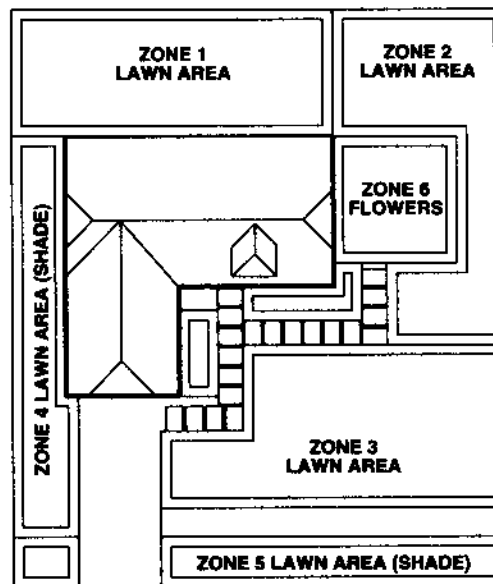 ZONE 1
LAWN AREA
ZONE 2
LAWN AREA
ZONE 6
FLOWERS
ZONE 4 LAWN AREA (SHADE)
ZONE 3
LAWN AREA
ZONE 5 LAWN AREA (SHADE)